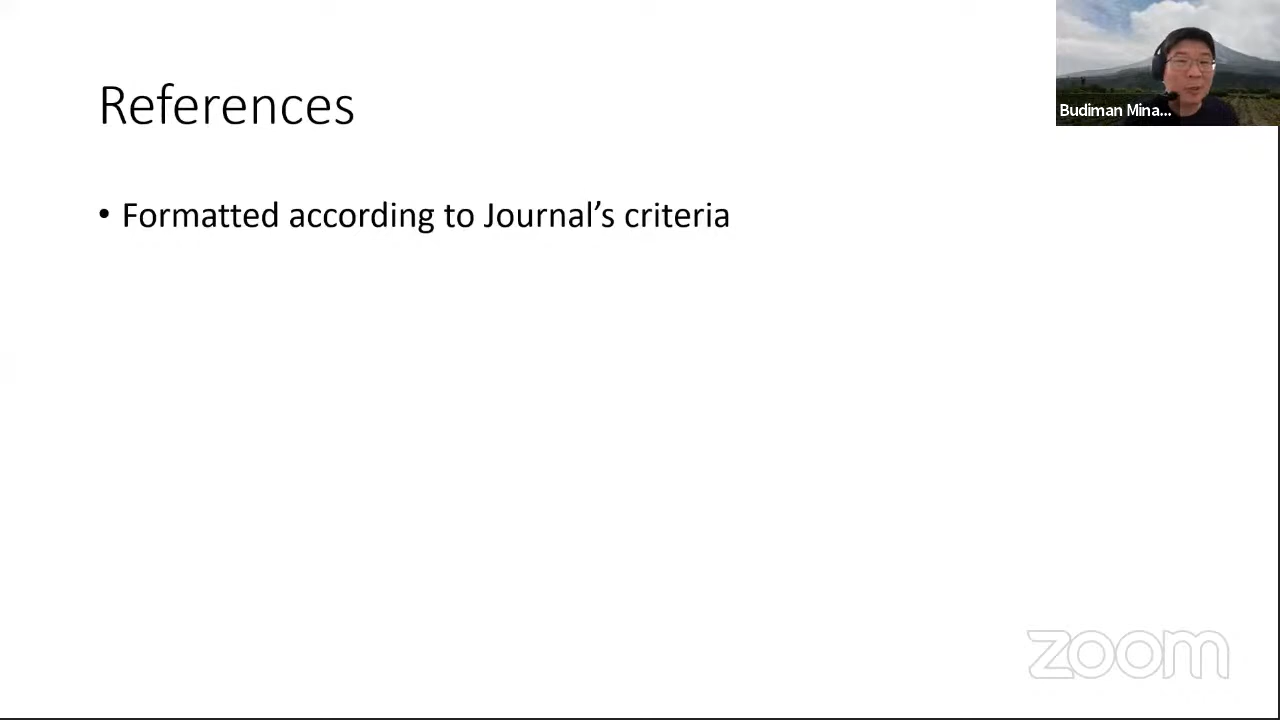 References
Budiman Mina...
• Formatted according to Journal’s criteria
zoom